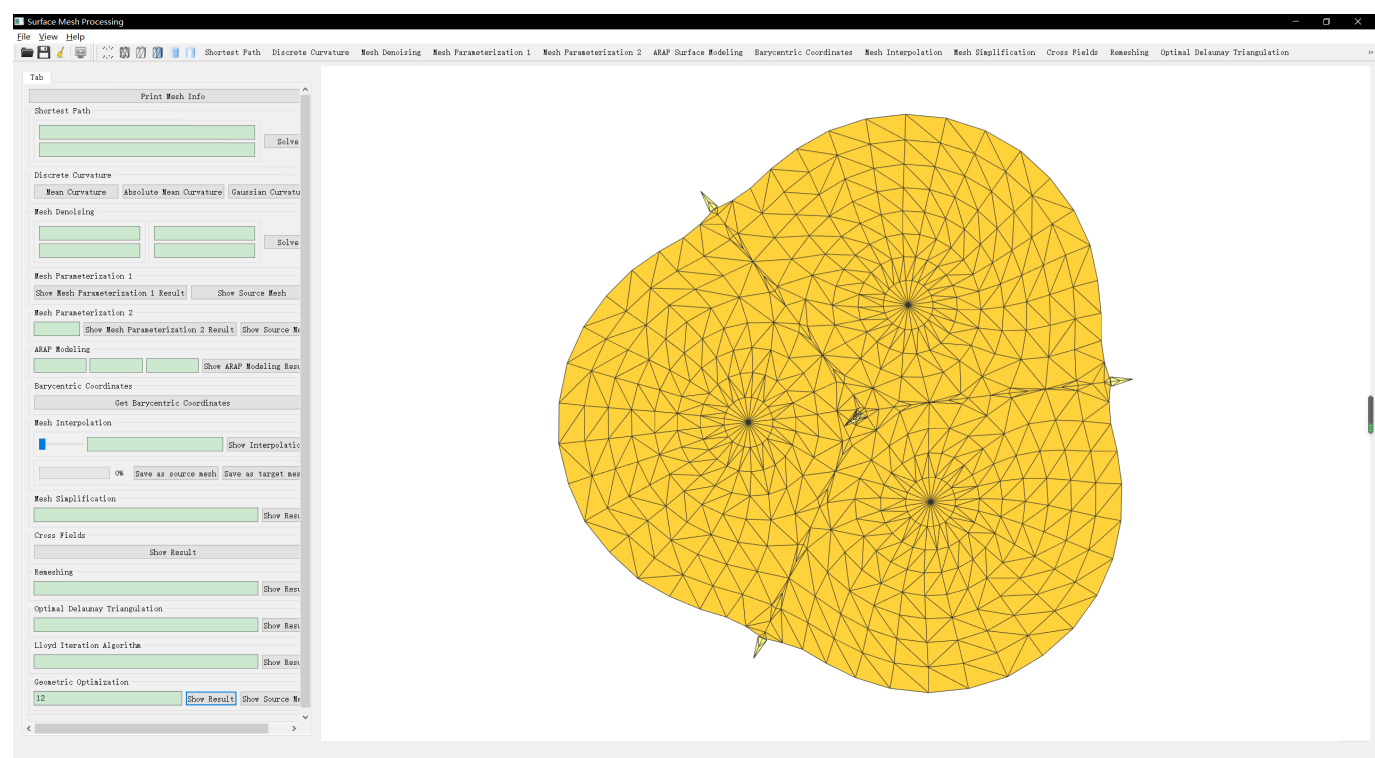 Surface Mesh Processing
File View Help
Shortest Path Discrete Curvature Mesh Denoising Mesh Parameterization 1 Mesh Parameterization 2 ARAP Surface Modeling Barycentric Coordinates Mesh Interpolation Mesh Simplification Cross Fields Remeshing Optimal Delaunay Triangulation »
Tab
Print Mesh Info
Shortest Path
Solve
Discrete Curvature
Mean Curvature Absolute Mean Curvature Gaussian Curvatu
Mesh Denoising
Solve
Mesh Parameterization 1
Show Mesh Parameterization 1 Result Show Source Mesh
Mesh Parameterization 2
Show Mesh Parameterization 2 Result Show Source Me
ARAP Modeling
Show ARAP Modeling Resu
Barycentric Coordinates
Get Barycentric Coordinates
Mesh Interpolation
Show Interpolatic
0% Save as source mesh Save as target mes
Mesh Simplification
Show Resu
Cross Fields
Show Result
Remeshing
Show Resu
Optimal Delaunay Triangulation
Show Resu
Lloyd Iteration Algorithm
Show Resu
Geometric Optimization
12 Show Result Show Source Me